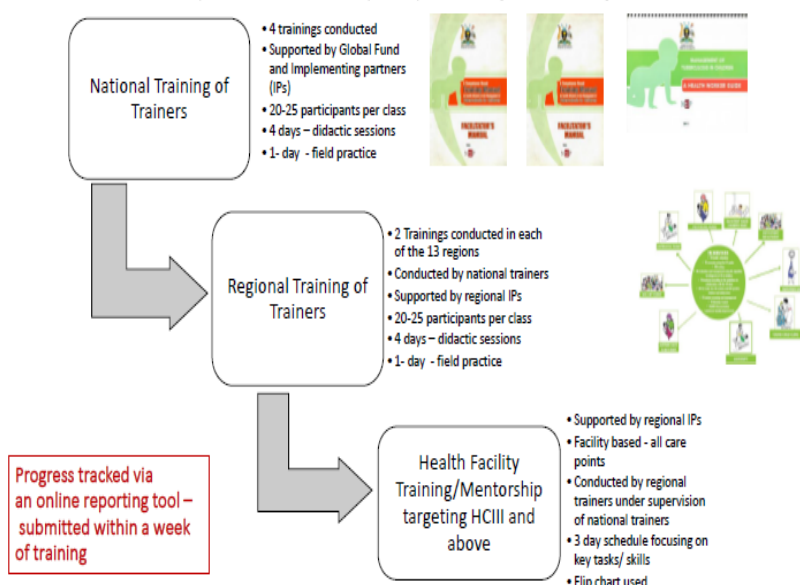 National Training of
Trainers
• 4 trainings conducted
• Supported by Global Fund
and Implementing partners
(IPs)
• 20-25 participants per class
• 4 days – didactic sessions
• 1- day - field practice
FACILITATOR'S
MANUAL
FACILITATOR'S
MANUAL
MANAGEMENT OF
TUBERCULOSIS IN CHILDREN
A HEALTH WORKER GUIDE
Regional Training of
Trainers
• 2 Trainings conducted in each
of the 13 regions
• Conducted by national trainers
• Supported by regional IPs
• 20-25 participants per class
• 4 days – didactic sessions
• 1- day - field practice
Health Facility
Training/Mentorship
targeting HCIII and
above
• Supported by regional IPs
• Facility based - all care
points
• Conducted by regional
trainers under supervision
of national trainers
• 3 day schedule focusing on
key tasks/ skills
• Flip chart used
Progress tracked via
an online reporting tool –
submitted within a week
of training